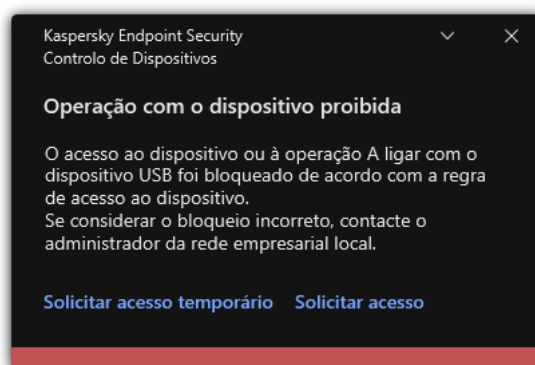 Kaspersky Endpoint Security
Controlo de Dispositivos
Operação com o dispositivo proibida
O acesso ao dispositivo ou à operação A ligar com o
dispositivo USB foi bloqueado de acordo com a regra
de acesso ao dispositivo.
Se considerar o bloqueio incorreto, contacte o
administrador da rede empresarial local.
Solicitar acesso temporário Solicitar acesso